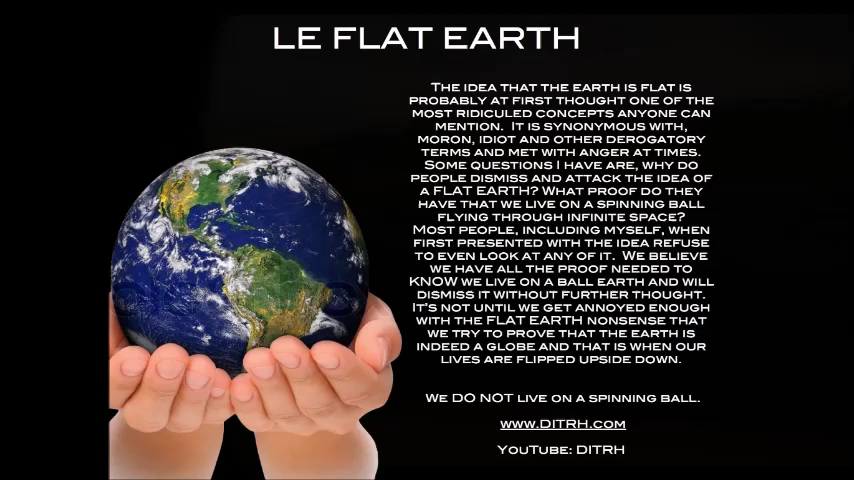 LE FLAT EARTH
THE IDEA THAT THE EARTH IS FLAT IS
PROBABLY AT FIRST THOUGHT ONE OF THE
MOST RIDICULED CONCEPTS ANYONE CAN
MENTION. IT IS SYNONYMOUS WITH,
MORON, IDIOT AND OTHER DEROGATORY
TERMS AND MET WITH ANGER AT TIMES.
SOME QUESTIONS I HAVE ARE, WHY DO
PEOPLE DISMISS AND ATTACK THE IDEA OF
A FLAT EARTH? WHAT PROOF DO THEY
HAVE THAT WE LIVE ON A SPINNING BALL
FLYING THROUGH INFINITE SPACE?
MOST PEOPLE, INCLUDING MYSELF, WHEN
FIRST PRESENTED WITH THE IDEA REFUSE
TO EVEN LOOK AT ANY OF IT. WE BELIEVE
WE HAVE ALL THE PROOF NEEDED TO
KNOW WE LIVE ON A BALL EARTH AND WILL
DISMISS IT WITHOUT FURTHER THOUGHT.
IT'S NOT UNTIL WE GET ANNOYED ENOUGH
WITH THE FLAT EARTH NONSENSE THAT
WE TRY TO PROVE THAT THE EARTH IS
INDEED A GLOBE AND THAT IS WHEN OUR
LIVES ARE FLIPPED UPSIDE DOWN.
WE DO NOT LIVE ON A SPINNING BALL.
WWW.DITRH.COM
YOUTUBE: DITRH